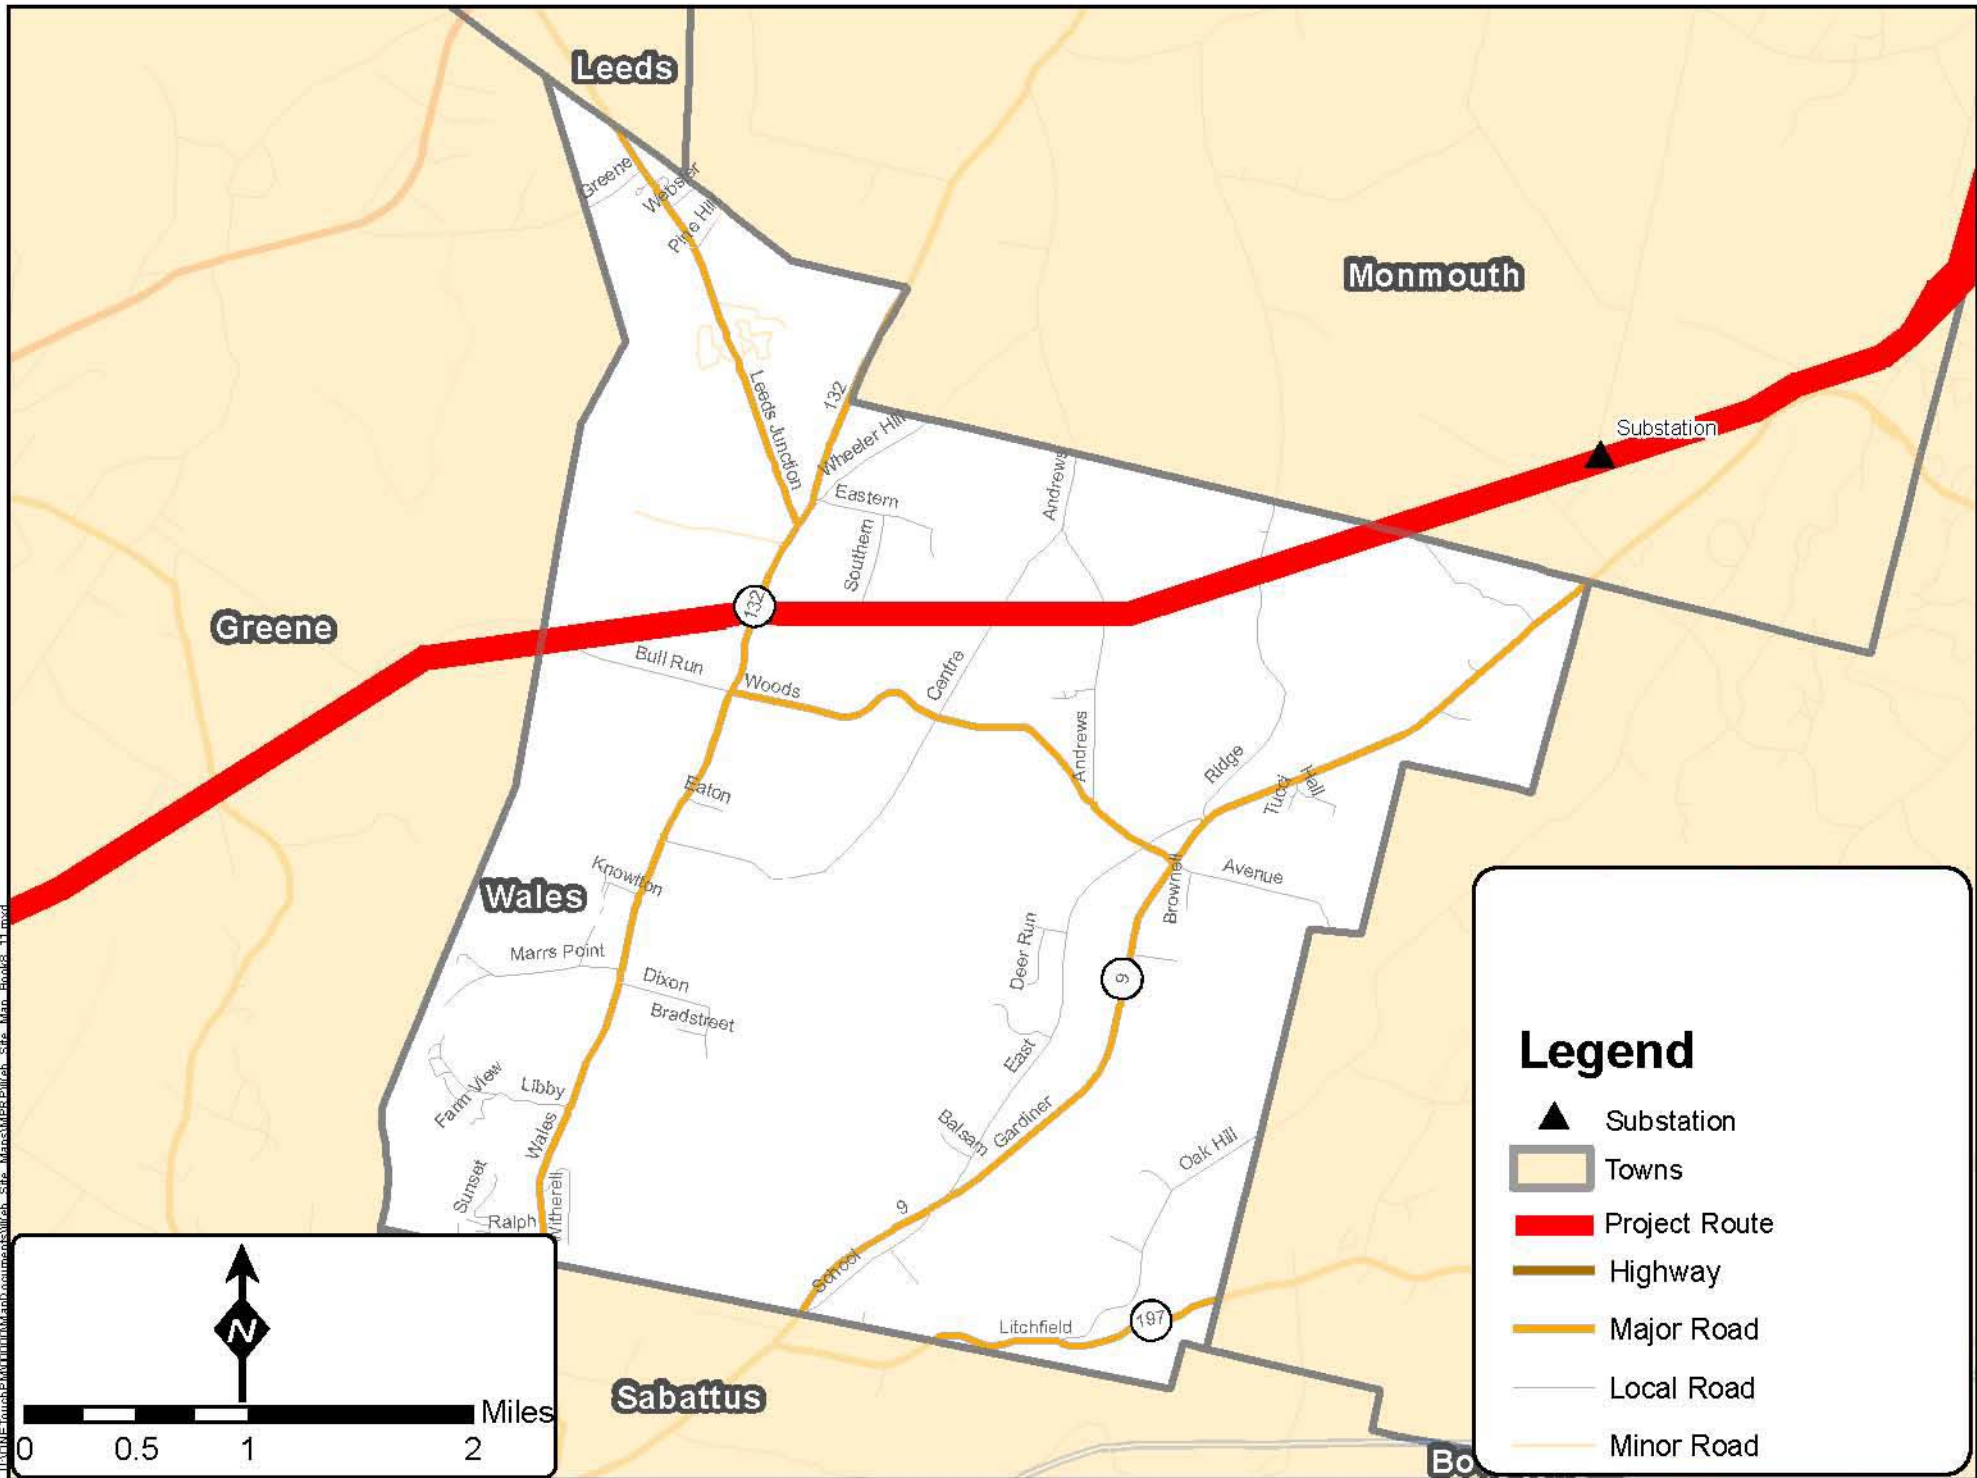 Leeds
Greene
Webster
Pine Hill
Monmouth
Leeds Junction
132
Wheeler Hill
Substation
Eastern
Andrews
Southern
132
Greene
Bull Run
Woods
Centre
Andrews
Ridge
Hall
Tucci
Eaton
Knowlton
Avenue
Brownell
Wales
Marrs Point
Deer Run
Dixon
9
Bradstreet
East
Farm View
Libby
Wales
Balsam
Gardiner
Oak Hill
Sunset
Witherell
Ralph
9
School
Litchfield
197
Sabattus
N
Miles
0 0.5 1 2
Legend
Substation
Towns
Project Route
Highway
Major Road
Local Road
Minor Road